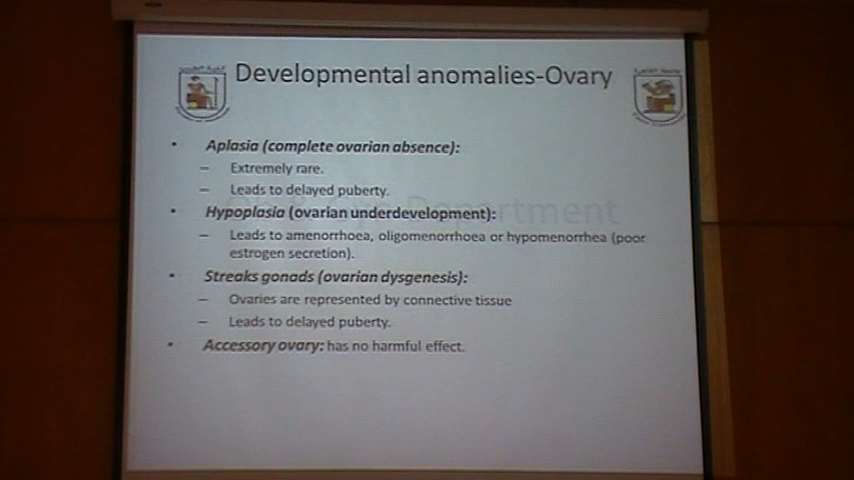 Developmental anomalies-Ovary
• Aplasia (complete ovarian absence):
– Extremely rare.
– Leads to delayed puberty.
• Hypoplasia (ovarian underdevelopment):
– Leads to amenorrhoea, oligomenorrhoea or hypomenorrhea (poor
estrogen secretion).
• Streaks gonads (ovarian dysgenesis):
– Ovaries are represented by connective tissue
– Leads to delayed puberty.
• Accessory ovary: has no harmful effect.
Department